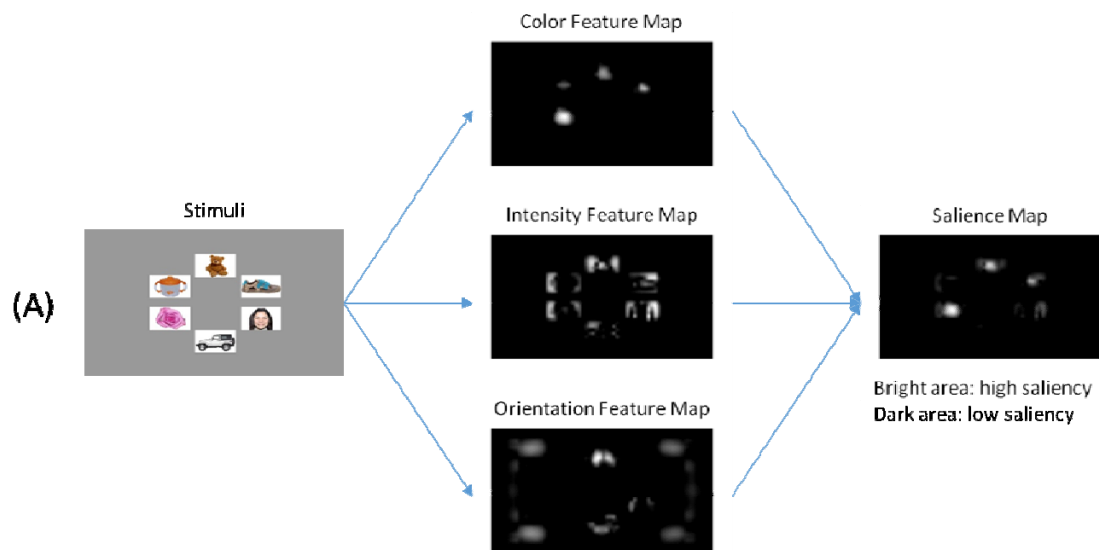 Color Feature Map
Stimuli
Intensity Feature Map
Salience Map
(A)
Bright area: high saliency
Dark area: low saliency
Orientation Feature Map